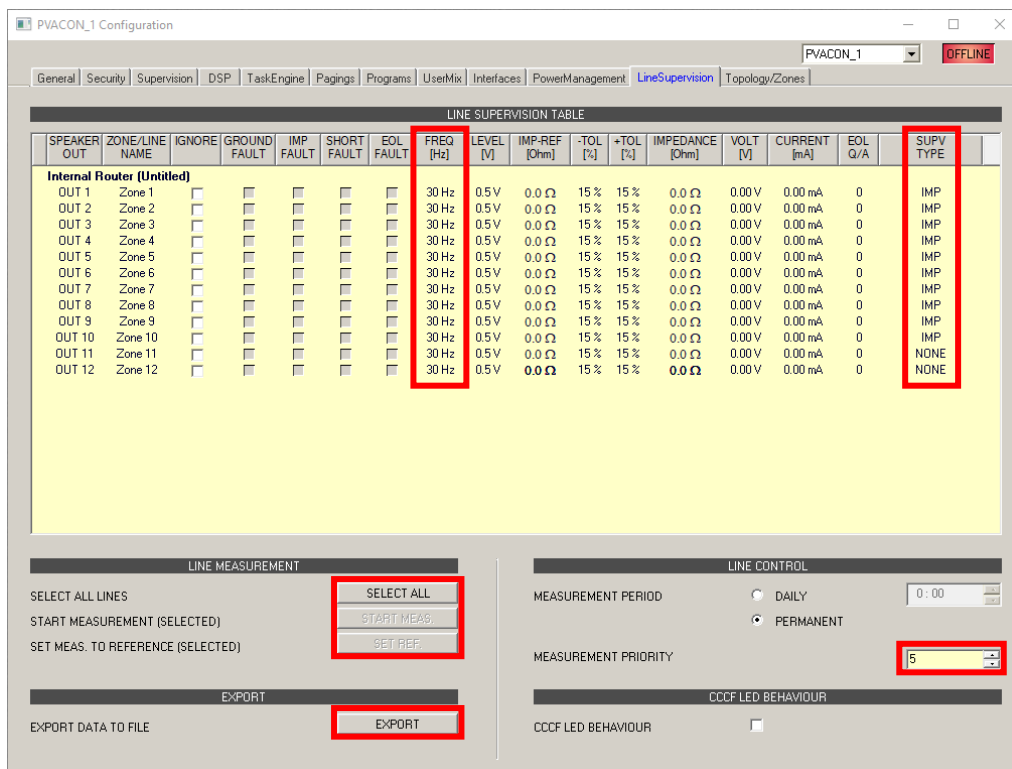 PVACON_1 Configuration
PVACON_1 OFFLINE
General Security Supervision DSP TaskEngine Pagings Programs UserMix Interfaces PowerManagement LineSupervision Topology/Zones
LINE SUPERVISION TABLE
SPEAKER OUT ZONE/LINE NAME IGNORE GROUND FAULT IMP FAULT SHORT FAULT EOL FAULT FREQ [Hz] LEVEL [V] IMP-REF [Ohm] -TOL [%] +TOL [%] IMPEDANCE [Ohm] VOLT [V] CURRENT [mA] EOL Q/A SUPV TYPE
Internal Router (Untitled)
OUT 1 Zone 1 30 Hz 0.5 V 0.0 Ω 15 % 15 % 0.0 Ω 0.00 V 0.00 mA 0 IMP
OUT 2 Zone 2 30 Hz 0.5 V 0.0 Ω 15 % 15 % 0.0 Ω 0.00 V 0.00 mA 0 IMP
OUT 3 Zone 3 30 Hz 0.5 V 0.0 Ω 15 % 15 % 0.0 Ω 0.00 V 0.00 mA 0 IMP
OUT 4 Zone 4 30 Hz 0.5 V 0.0 Ω 15 % 15 % 0.0 Ω 0.00 V 0.00 mA 0 IMP
OUT 5 Zone 5 30 Hz 0.5 V 0.0 Ω 15 % 15 % 0.0 Ω 0.00 V 0.00 mA 0 IMP
OUT 6 Zone 6 30 Hz 0.5 V 0.0 Ω 15 % 15 % 0.0 Ω 0.00 V 0.00 mA 0 IMP
OUT 7 Zone 7 30 Hz 0.5 V 0.0 Ω 15 % 15 % 0.0 Ω 0.00 V 0.00 mA 0 IMP
OUT 8 Zone 8 30 Hz 0.5 V 0.0 Ω 15 % 15 % 0.0 Ω 0.00 V 0.00 mA 0 IMP
OUT 9 Zone 9 30 Hz 0.5 V 0.0 Ω 15 % 15 % 0.0 Ω 0.00 V 0.00 mA 0 IMP
OUT 10 Zone 10 30 Hz 0.5 V 0.0 Ω 15 % 15 % 0.0 Ω 0.00 V 0.00 mA 0 IMP
OUT 11 Zone 11 30 Hz 0.5 V 0.0 Ω 15 % 15 % 0.0 Ω 0.00 V 0.00 mA 0 NONE
OUT 12 Zone 12 30 Hz 0.5 V 0.0 Ω 15 % 15 % 0.0 Ω 0.00 V 0.00 mA 0 NONE
LINE MEASUREMENT
SELECT ALL LINES SELECT ALL
START MEASUREMENT (SELECTED) START MEAS.
SET MEAS. TO REFERENCE (SELECTED) SET REF.
EXPORT
EXPORT DATA TO FILE EXPORT
LINE CONTROL
MEASUREMENT PERIOD DAILY 0 : 00
PERMANENT
MEASUREMENT PRIORITY 5
CCCF LED BEHAVIOUR
CCCF LED BEHAVIOUR